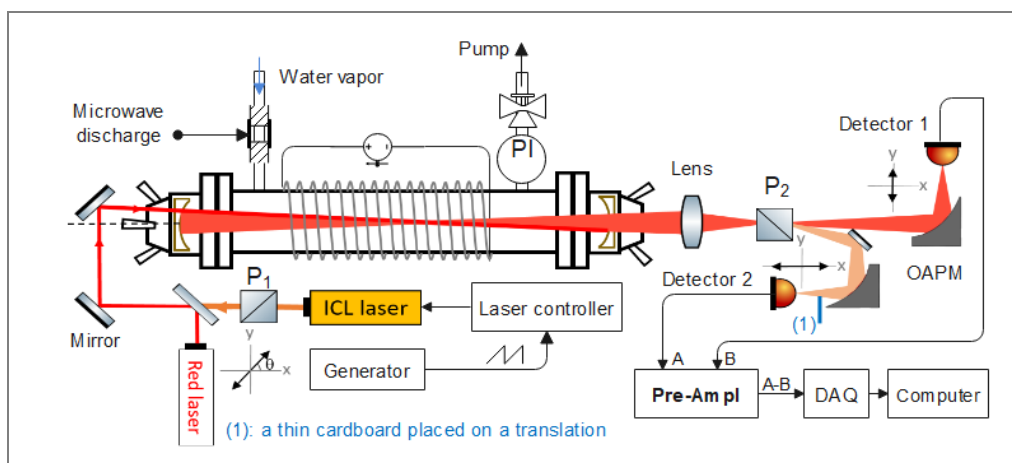 Pump
Water vapor
Microwave
discharge
PI
Detector 1
y
x
Lens
P2
OAPM
y
x
Detector 2
(1)
P1
ICL laser
Laser controller
Mirror
Red laser
y
θ
x
Generator
A
B
Pre-Ampl
A-B
DAQ
Computer
(1): a thin cardboard placed on a translation